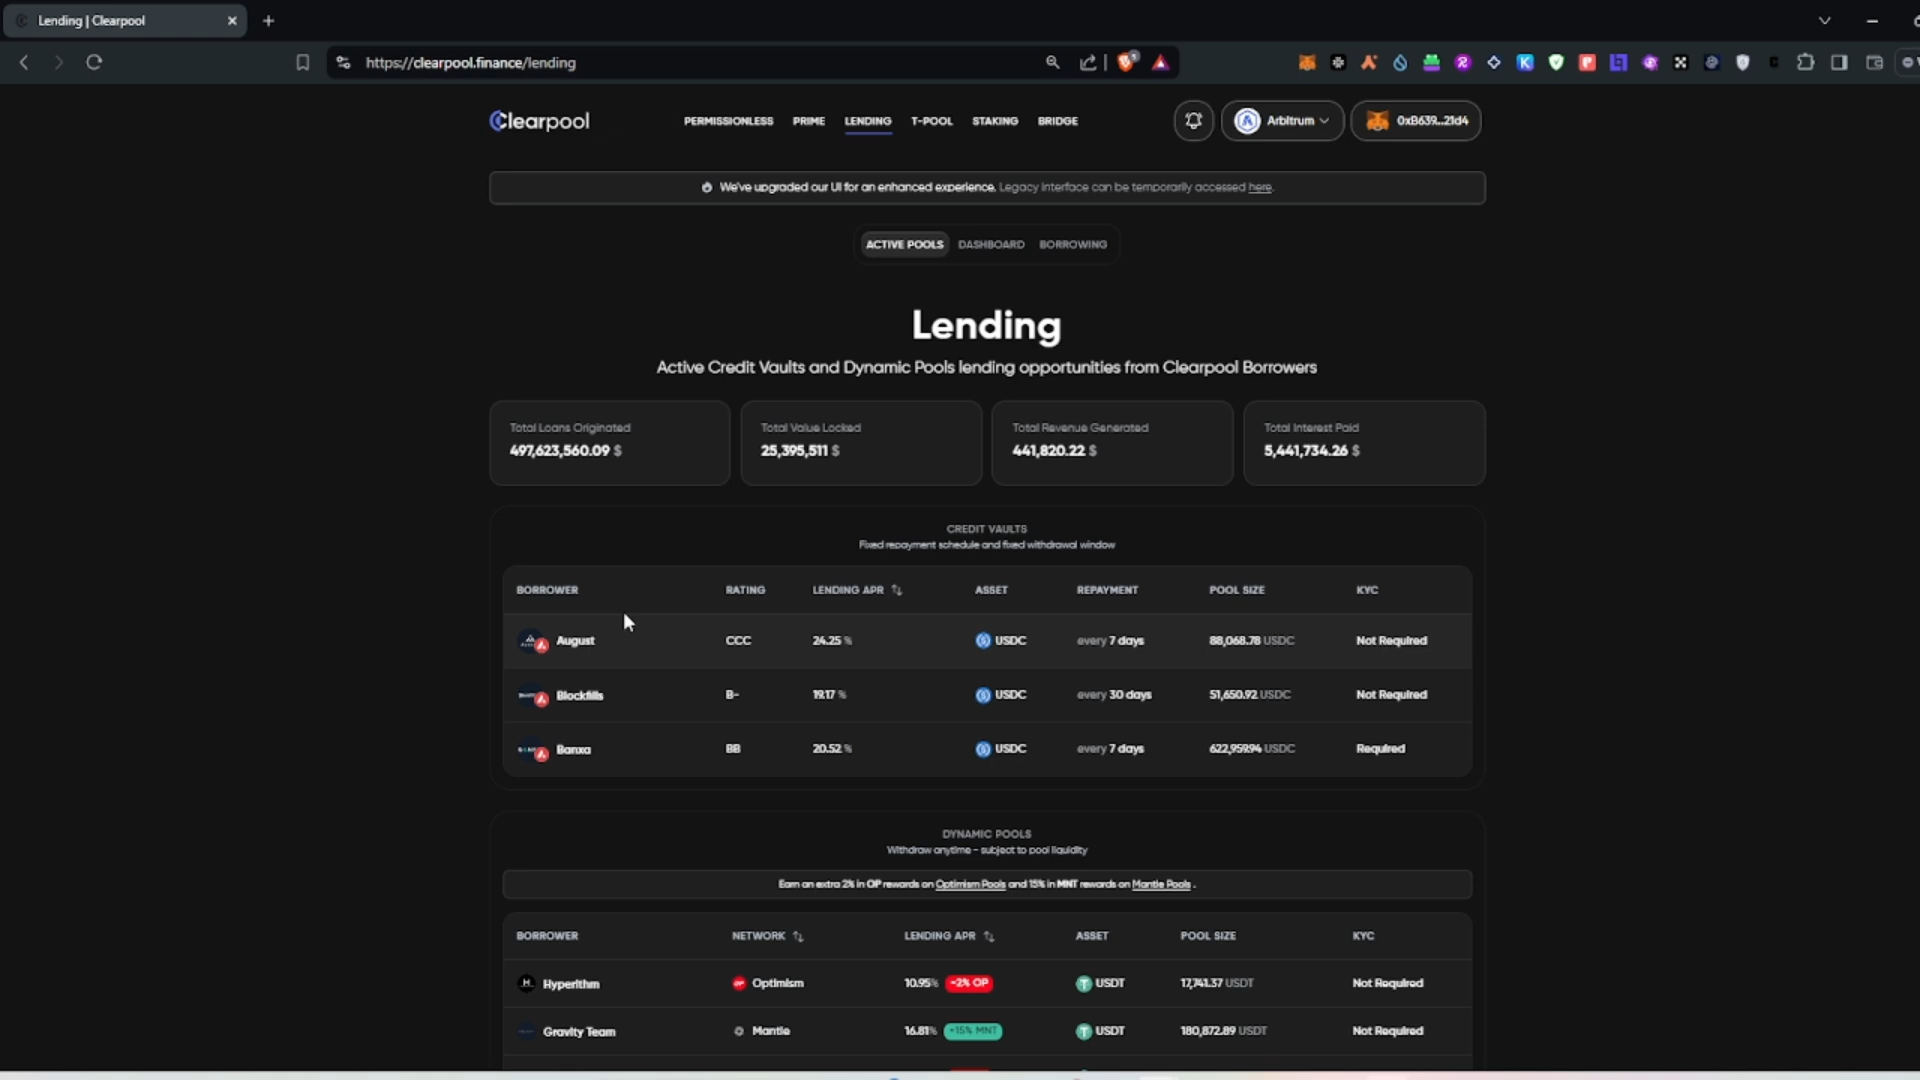 Lending | Clearpool
https://clearpool.finance/lending
Clearpool
PERMISSIONLESS PRIME LENDING T-POOL STAKING BRIDGE
Arbitrum
0xB639...21d4
We've upgraded our UI for an enhanced experience. Legacy Interface can be temporarily accessed here.
ACTIVE POOLS DASHBOARD BORROWING
Lending
Active Credit Vaults and Dynamic Pools lending opportunities from Clearpool Borrowers
Total Loans Originated
497,623,560.09 $
Total Value Locked
25,395,511 $
Total Revenue Generated
441,820.22 $
Total Interest Paid
5,441,734.26 $
CREDIT VAULTS
Fixed repayment schedule and fixed withdrawal window
BORROWER RATING LENDING APR ASSET REPAYMENT POOL SIZE KYC
August CCC 24.25 % USDC every 7 days 88,068.78 USDC Not Required
Blockfills B- 19.17 % USDC every 30 days 51,650.92 USDC Not Required
Banxa BB 20.52 % USDC every 7 days 622,959.94 USDC Required
DYNAMIC POOLS
Withdraw anytime - subject to pool liquidity
Earn an extra 2% in OP rewards on Optimism Pools and 15% in MNT rewards on Mantle Pools .
BORROWER NETWORK LENDING APR ASSET POOL SIZE KYC
Hyperithm Optimism 10.95% ~2% OP USDT 17,741.37 USDT Not Required
Gravity Team Mantle 16.81% +15% MNT USDT 180,872.89 USDT Not Required